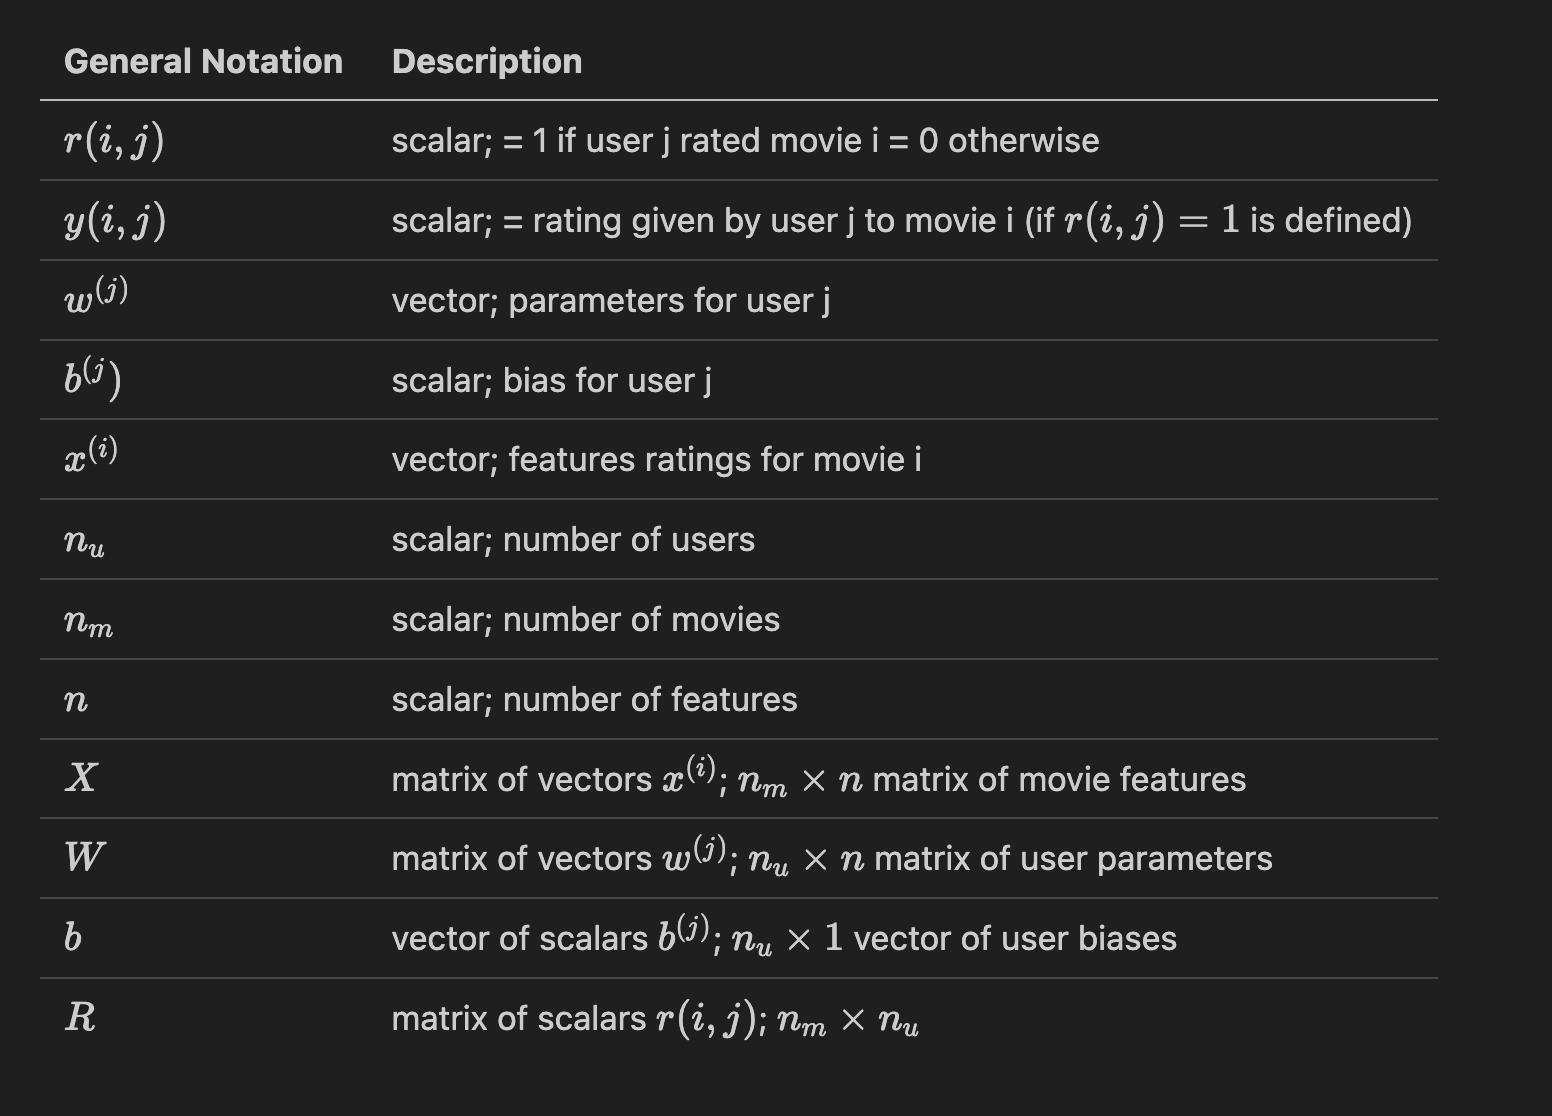 General Notation Description
r(i, j) scalar; = 1 if user j rated movie i = 0 otherwise
y(i, j) scalar; = rating given by user j to movie i (if r(i, j) = 1 is defined)
w^{(j)} vector; parameters for user j
b^{(j}) scalar; bias for user j
x^{(i)} vector; features ratings for movie i
n_u scalar; number of users
n_m scalar; number of movies
n scalar; number of features
X matrix of vectors x^{(i)}; n_m × n matrix of movie features
W matrix of vectors w^{(j)}; n_u × n matrix of user parameters
b vector of scalars b^{(j)}; n_u × 1 vector of user biases
R matrix of scalars r(i, j); n_m × n_u